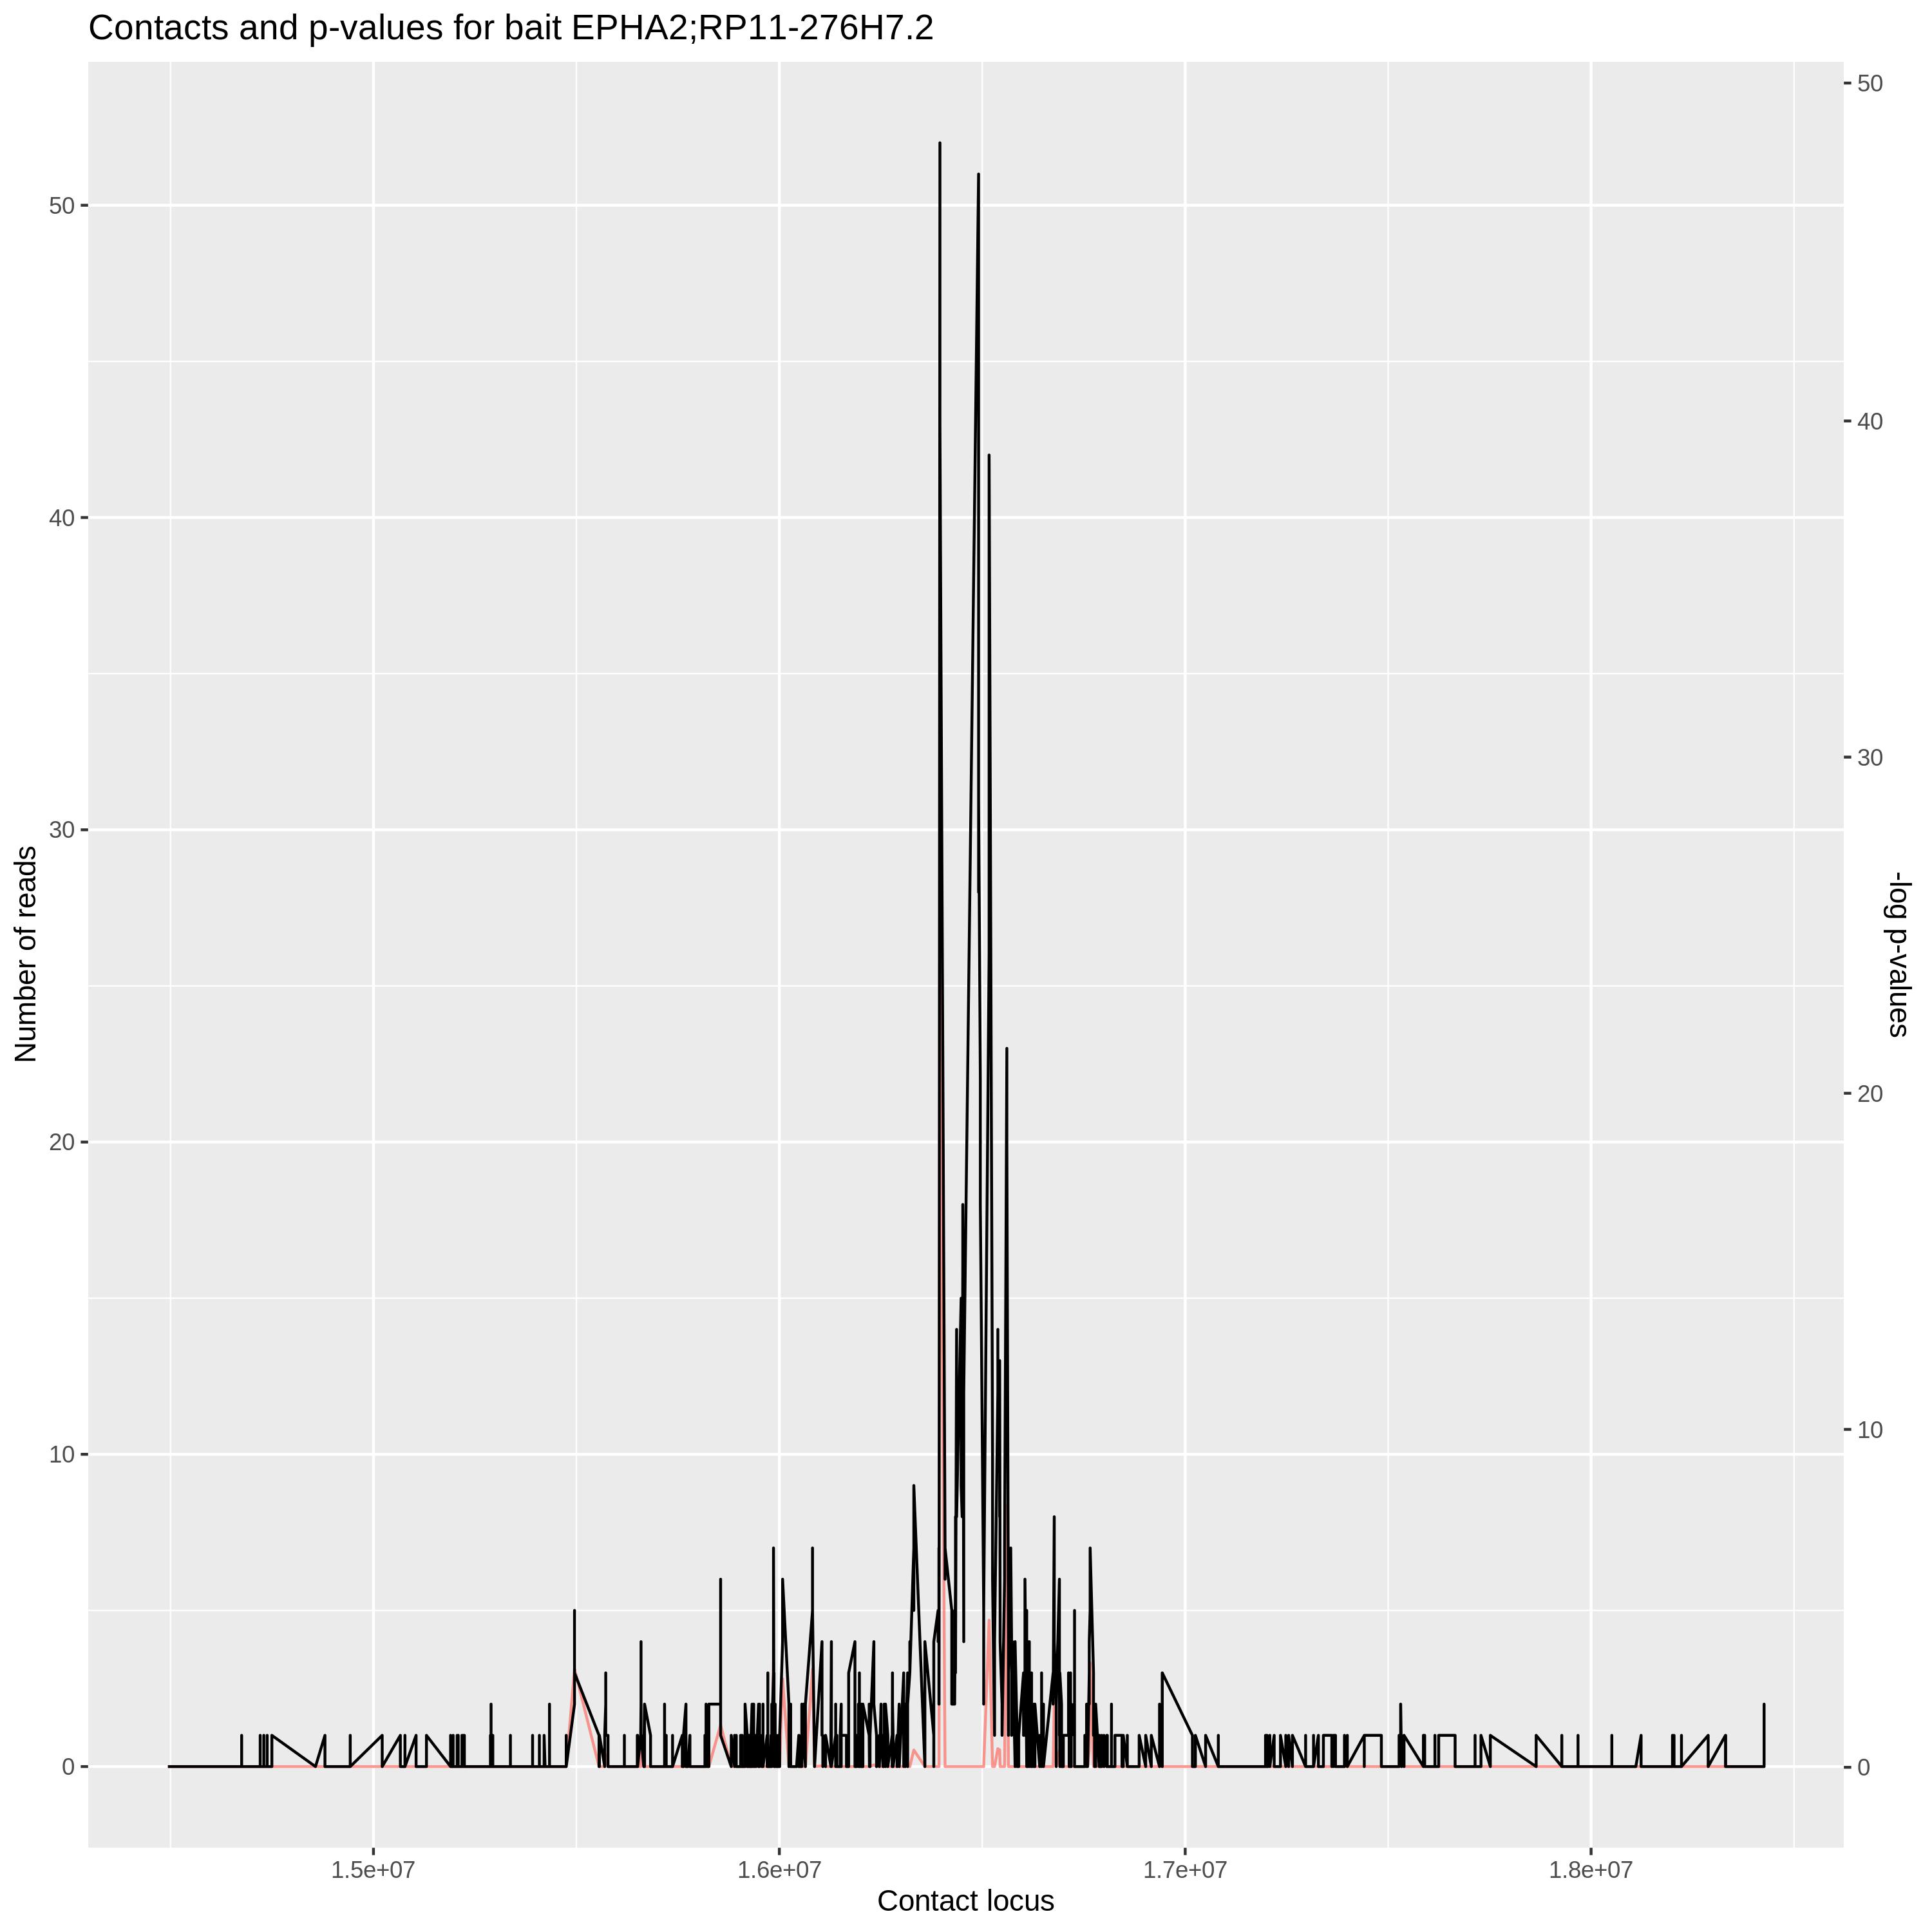 Contacts and p-values for bait EPHA2;RP11-276H7.2
Number of reads
50
40
30
20
10
0
50
40
30
20
10
0
-log p-values
1.5e+07 1.6e+07 1.7e+07 1.8e+07
Contact locus